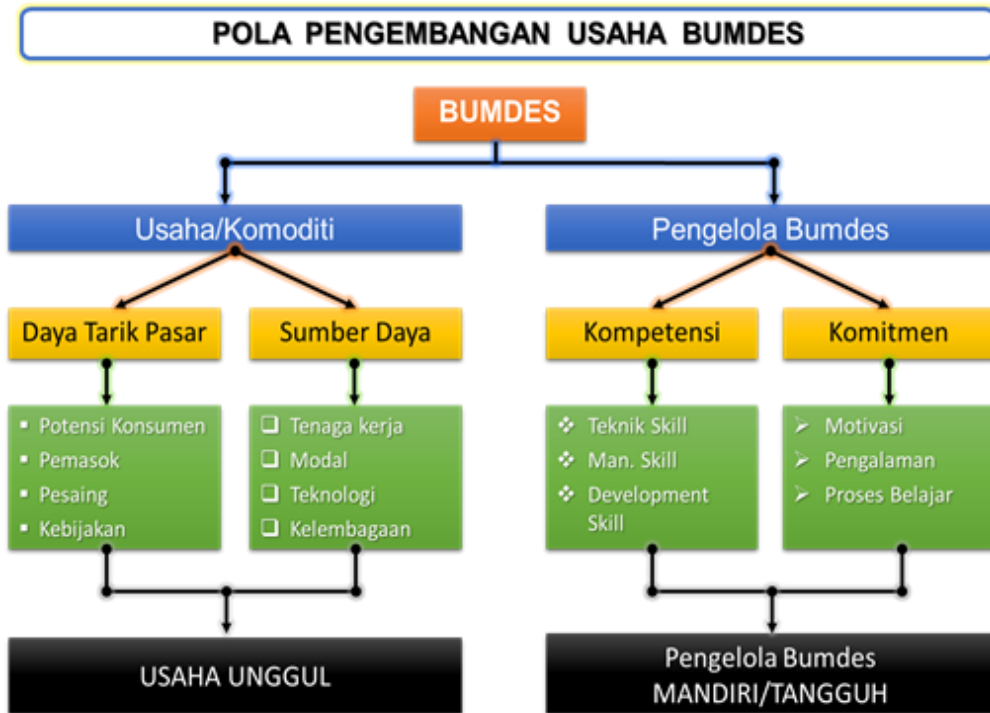 POLA PENGEMBANGAN USAHA BUMDES
BUMDES
Usaha/Komoditi
Pengelola Bumdes
Daya Tarik Pasar
Sumber Daya
Kompetensi
Komitmen
Potensi Konsumen
Pemasok
Pesaing
Kebijakan
Tenaga kerja
Modal
Teknologi
Kelembagaan
Teknik Skill
Man. Skill
Development
Skill
Motivasi
Pengalaman
Proses Belajar
USAHA UNGGUL
Pengelola Bumdes
MANDIRI/TANGGUH